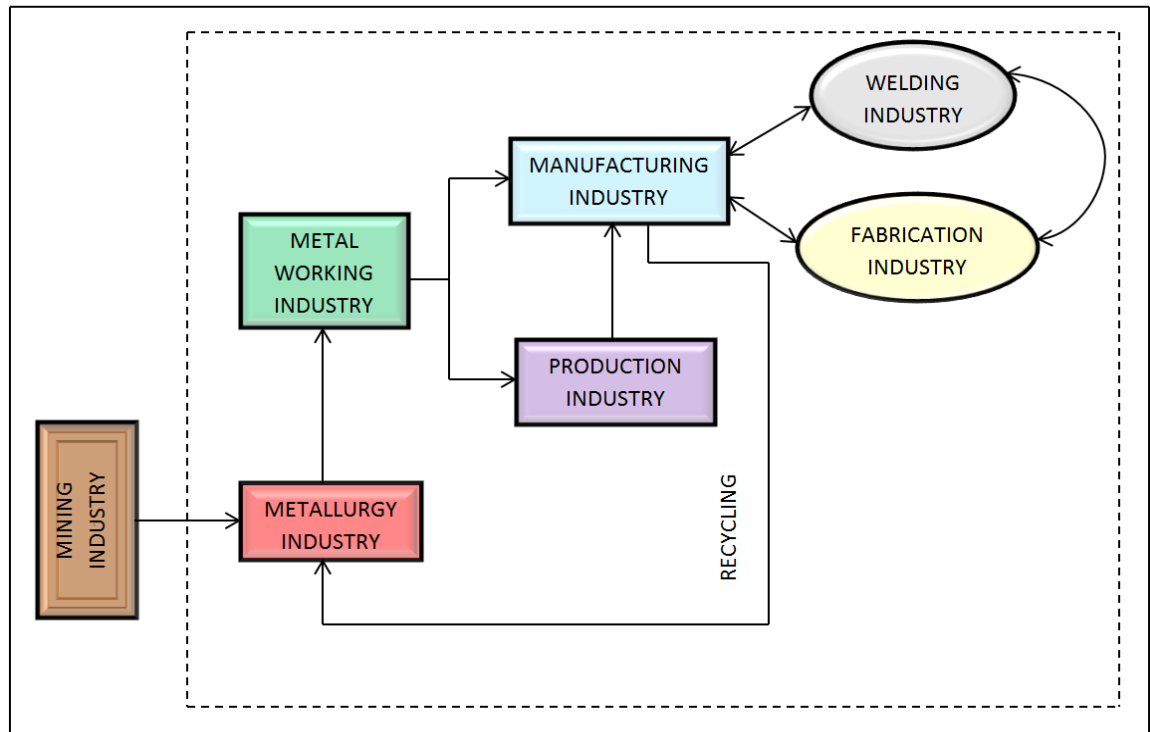 WELDING
INDUSTRY
MANUFACTURING
INDUSTRY
FABRICATION
INDUSTRY
METAL
WORKING
INDUSTRY
PRODUCTION
INDUSTRY
MINING
INDUSTRY
METALLURGY
INDUSTRY
RECYCLING